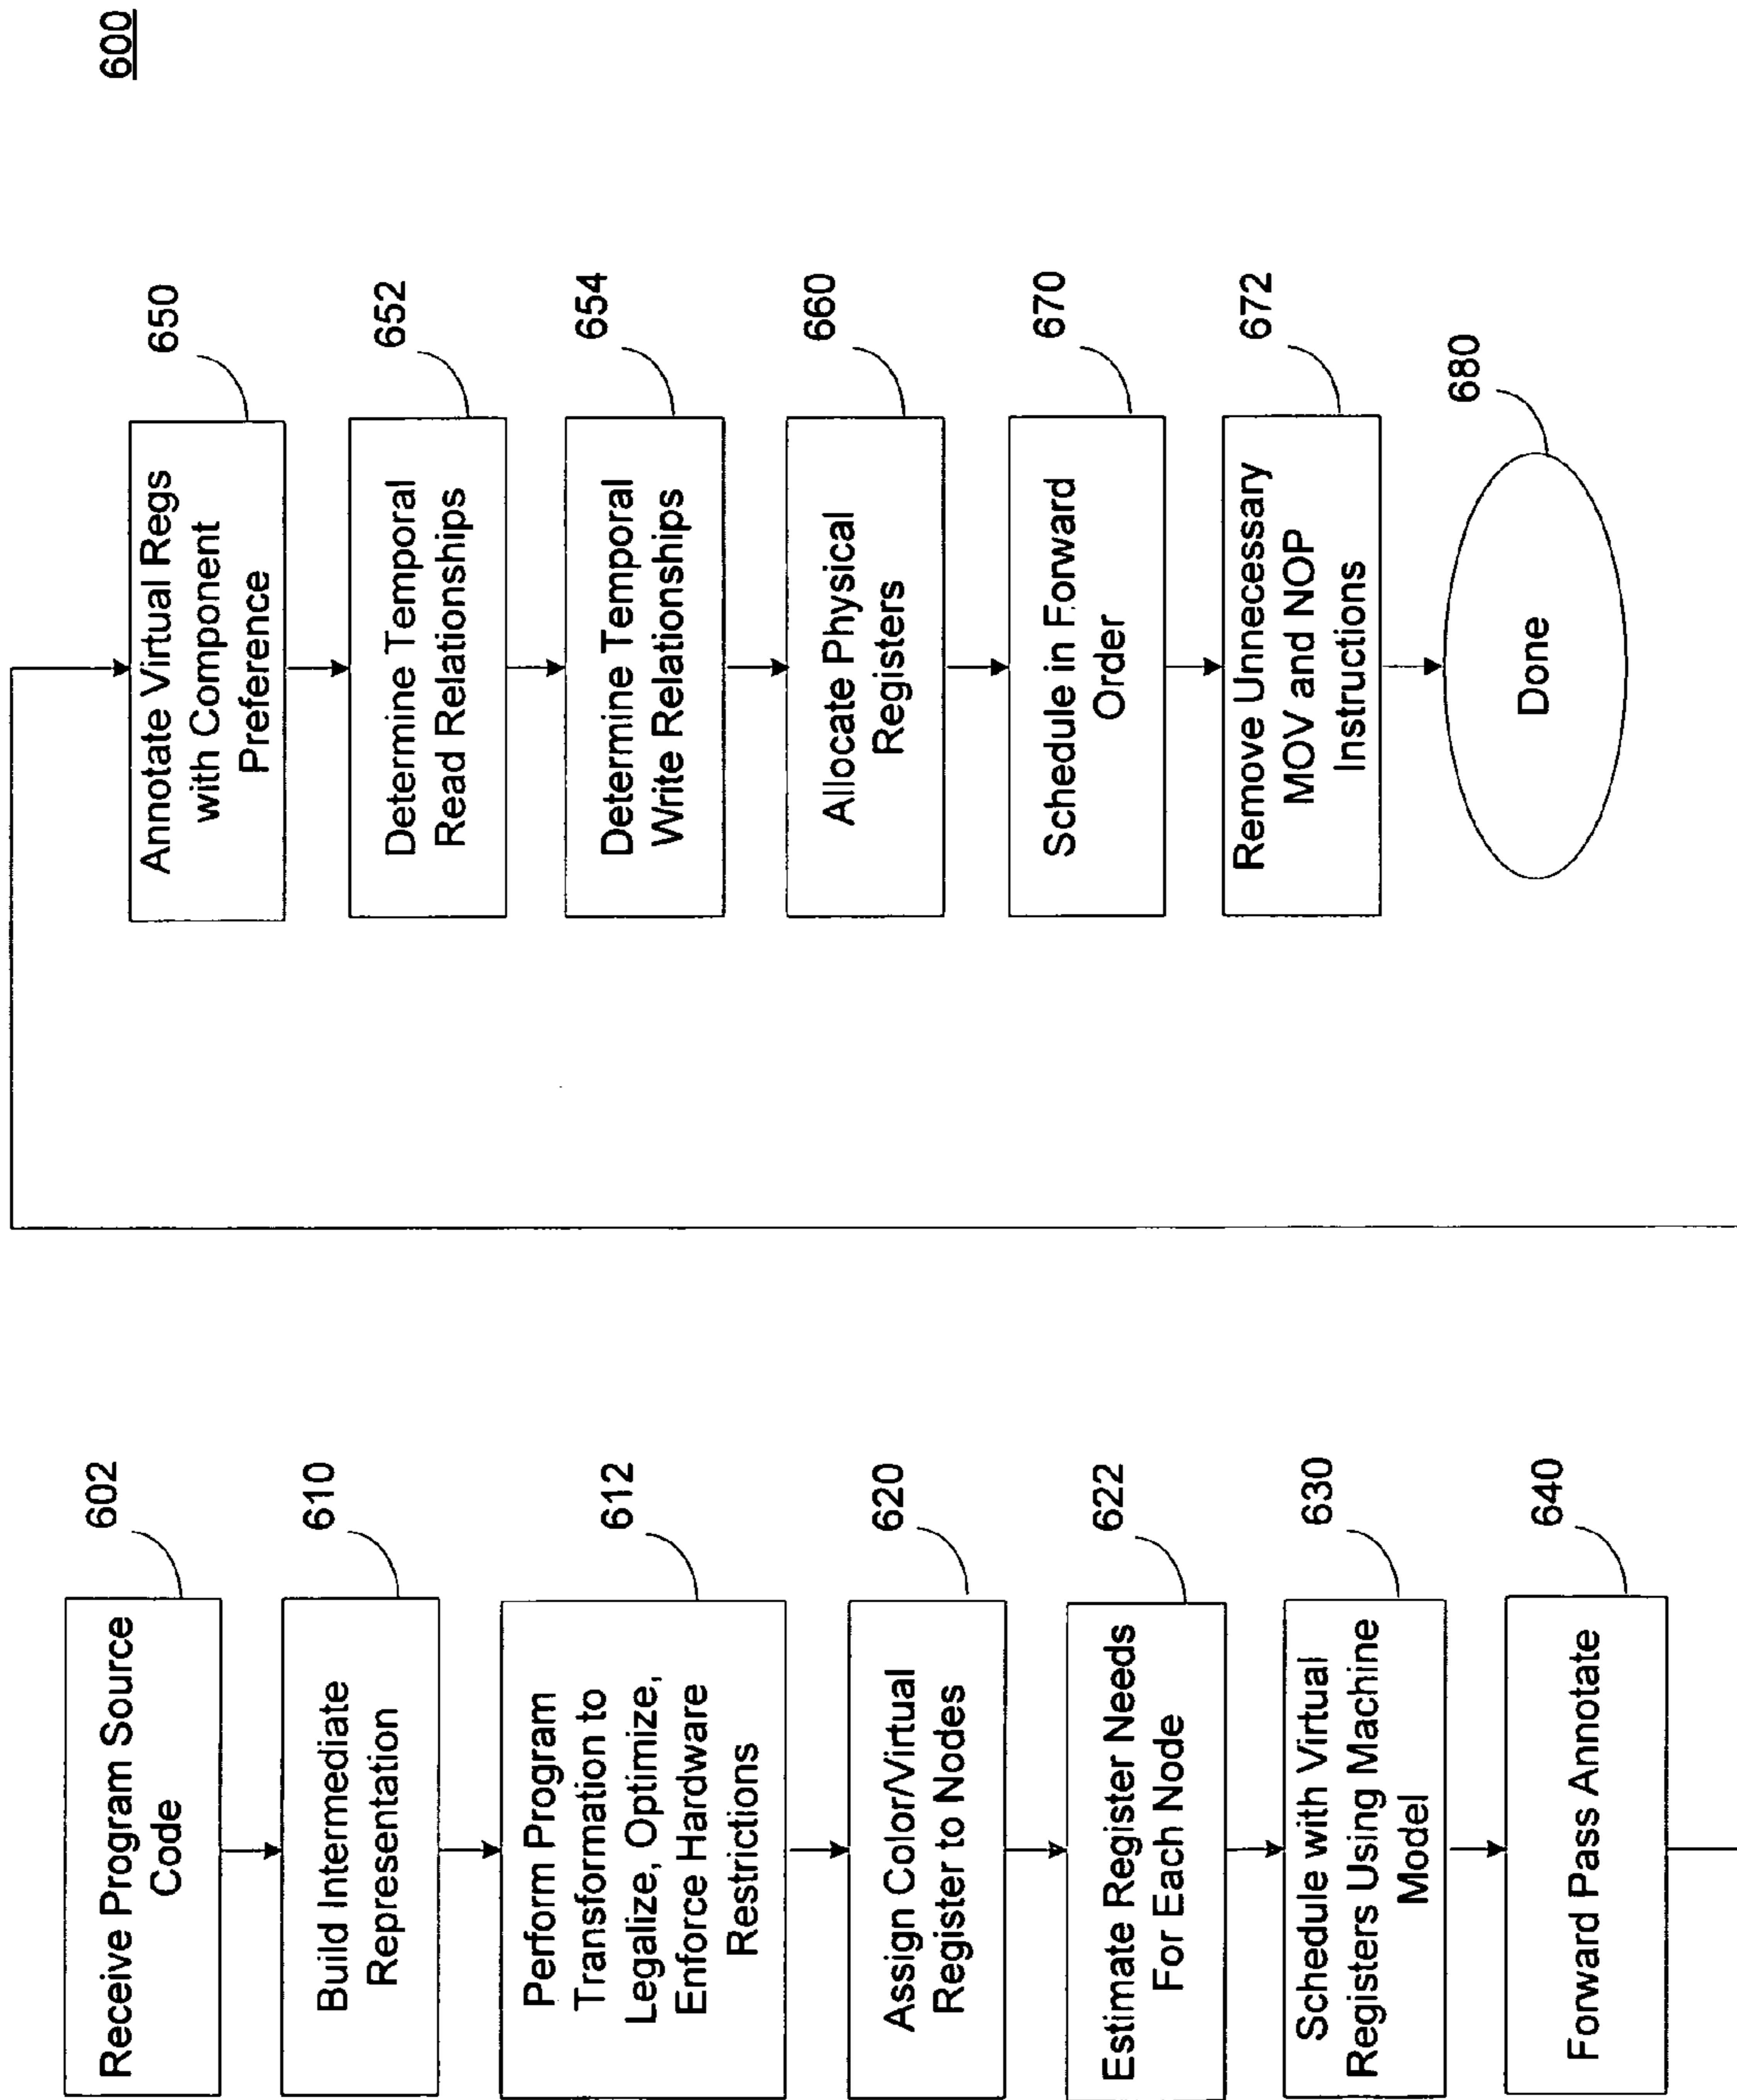 600
Receive Program Source
Code
602
Build Intermediate
Representation
610
Perform Program
Transformation to
Legalize, Optimize,
Enforce Hardware
Restrictions
612
Assign Color/Virtual
Register to Nodes
620
Estimate Register Needs
For Each Node
622
Schedule with Virtual
Registers Using Machine
Model
630
Forward Pass Annotate
640
Annotate Virtual Regs
with Component
Preference
650
Determine Temporal
Read Relationships
652
Determine Temporal
Write Relationships
654
Allocate Physical
Registers
660
Schedule in Forward
Order
670
Remove Unnecessary
MOV and NOP
Instructions
672
Done
680